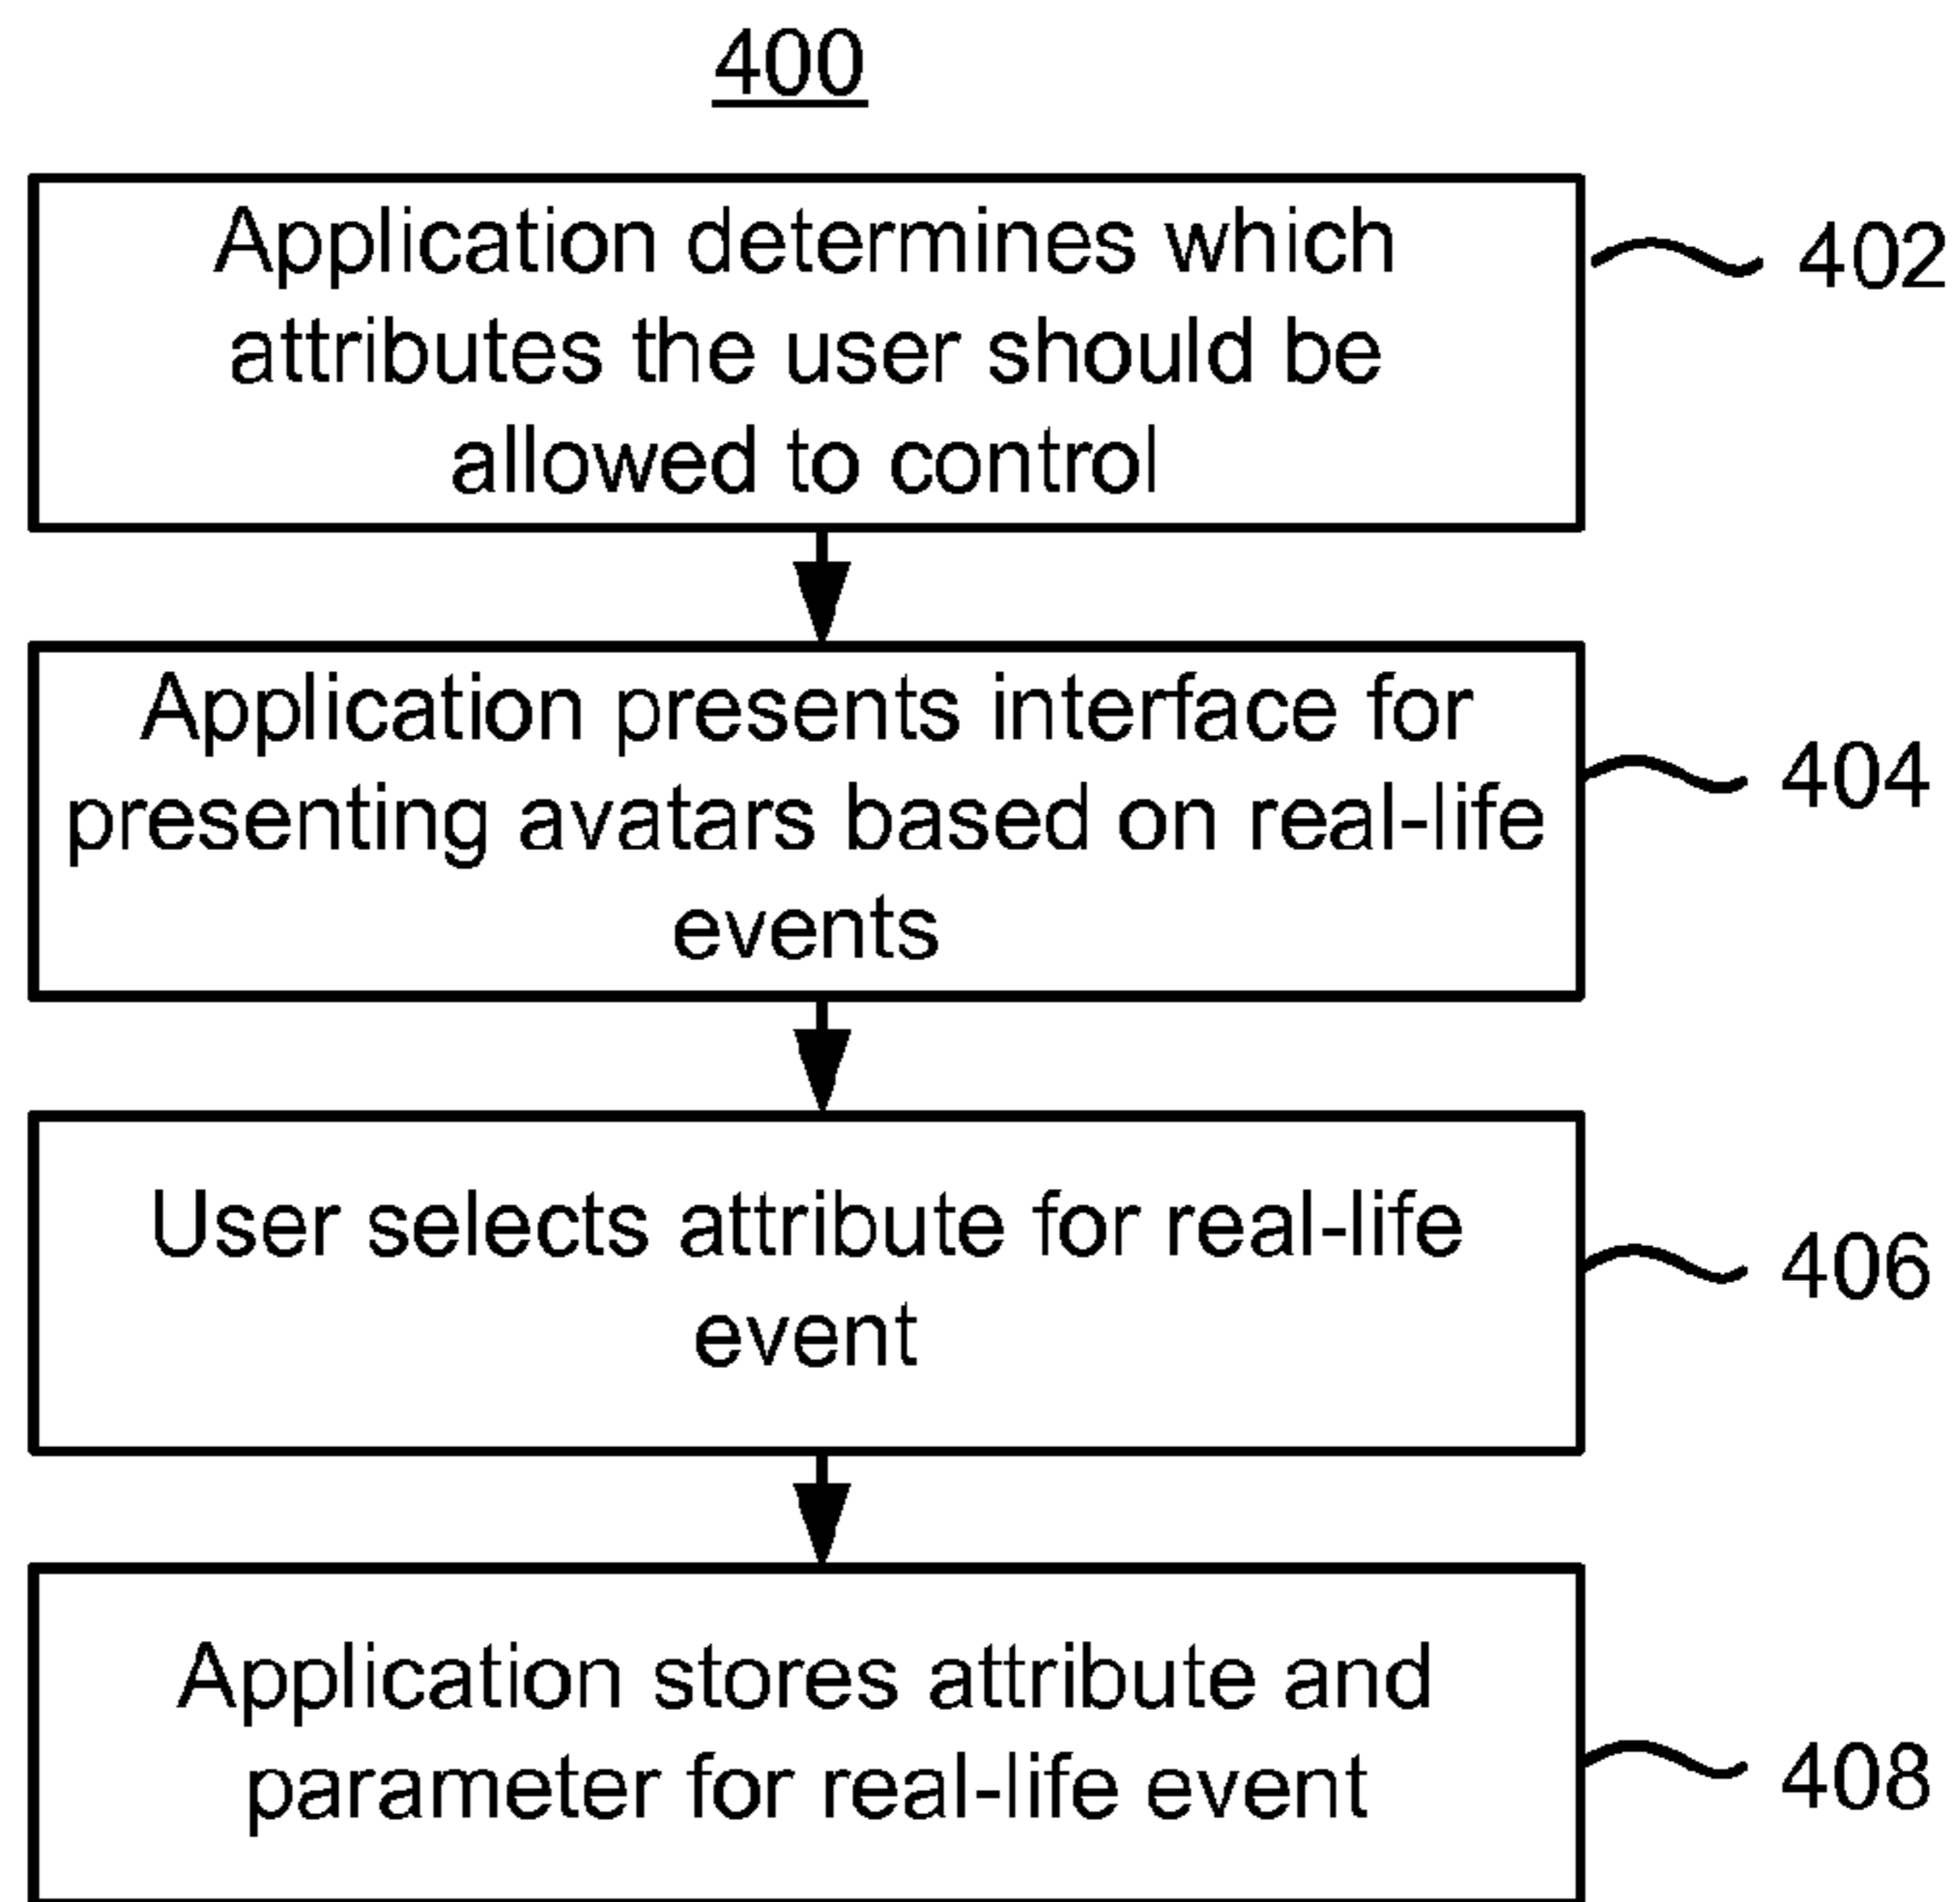 400
Application determines which
attributes the user should be
allowed to control
402
Application presents interface for
presenting avatars based on real-life
events
404
User selects attribute for real-life
event
406
Application stores attribute and
parameter for real-life event
408